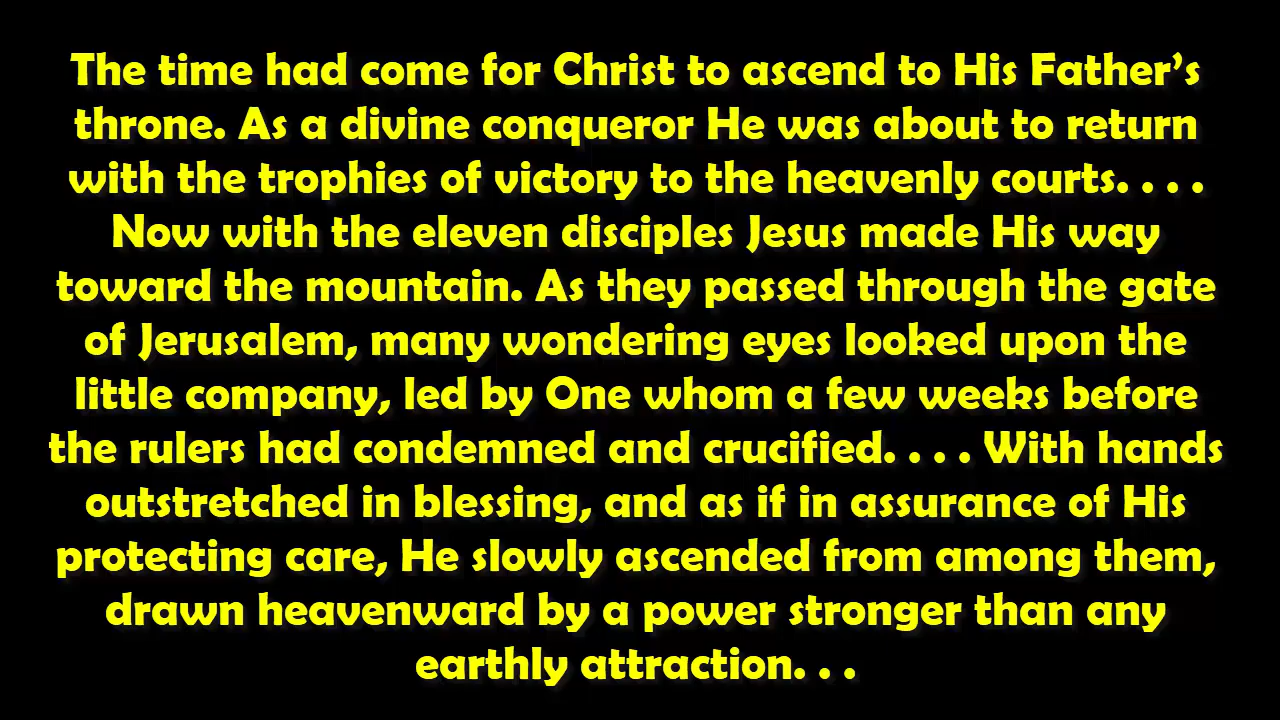 The time had come for Christ to ascend to His Father’s
throne. As a divine conqueror He was about to return
with the trophies of victory to the heavenly courts. . . .
Now with the eleven disciples Jesus made His way
toward the mountain. As they passed through the gate
of Jerusalem, many wondering eyes looked upon the
little company, led by One whom a few weeks before
the rulers had condemned and crucified. . . . With hands
outstretched in blessing, and as if in assurance of His
protecting care, He slowly ascended from among them,
drawn heavenward by a power stronger than any
earthly attraction. . .